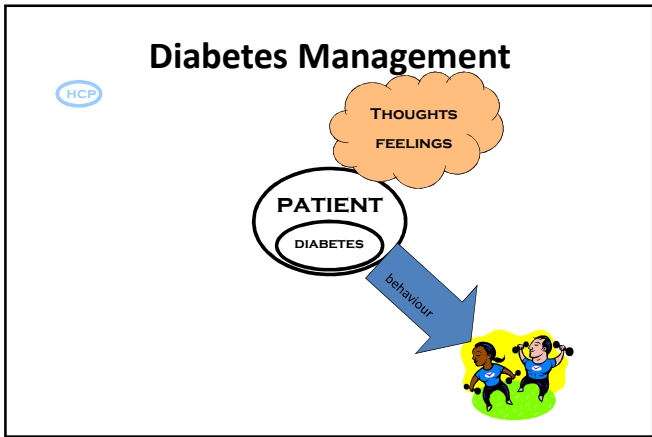 Diabetes Management
HCP
THOUGHTS
FEELINGS
PATIENT
DIABETES
behaviour